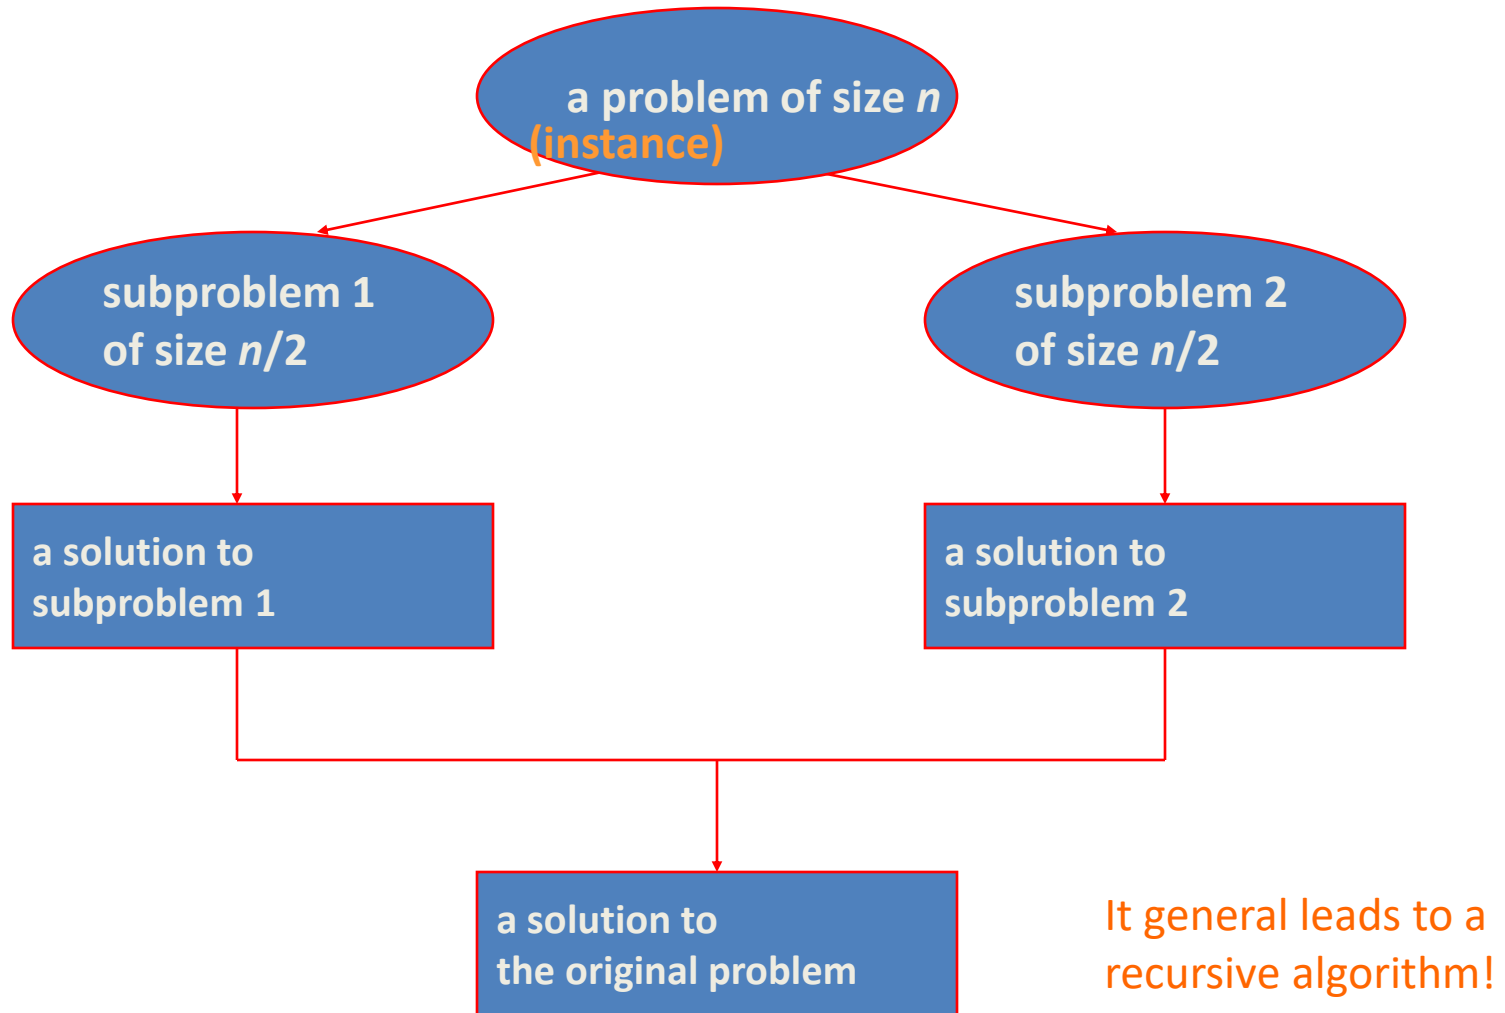 a problem of size n
(instance)
subproblem 1
of size n/2
subproblem 2
of size n/2
a solution to
subproblem 1
a solution to
subproblem 2
a solution to
the original problem
It general leads to a
recursive algorithm!